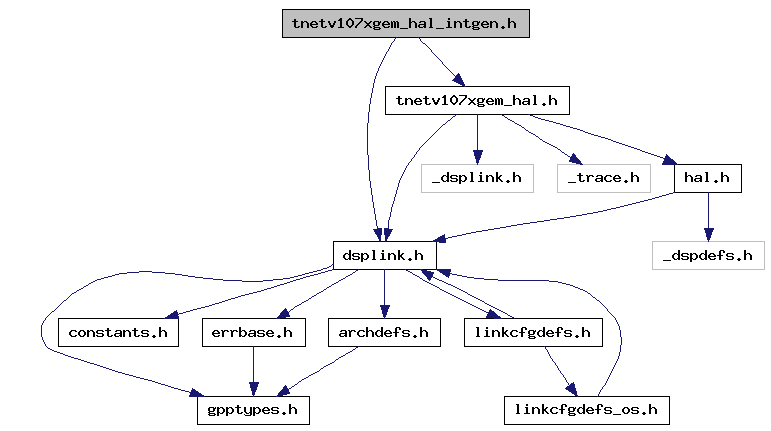 tnetv107xgem_hal_intgen.h
tnetv107xgem_hal.h
_dsplink.h
_trace.h
hal.h
dsplink.h
_dspdefs.h
constants.h
errbase.h
archdefs.h
linkcfgdefs.h
gpptypes.h
linkcfgdefs_os.h